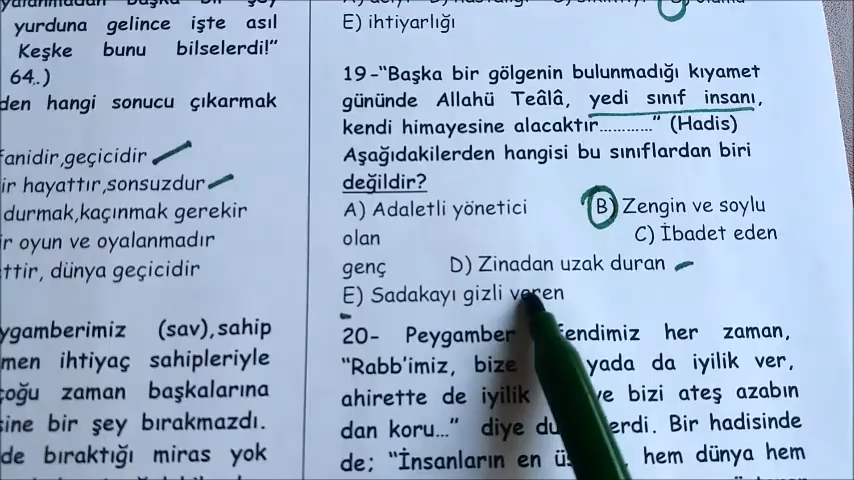 yurduna gelince işte asıl
Keşke bunu bilselerdi!"
64.)
den hangi sonucu çıkarmak
fanidir,geçicidir
ir hayattır,sonsuzdur
durmak,kaçınmak gerekir
ir oyun ve oyalanmadır
ettir, dünya geçicidir
ygamberimiz (sav),sahip
men ihtiyaç sahipleriyle
çoğu zaman başkalarına
sine bir şey bırakmazdı.
de bıraktığı miras yok
E) ihtiyarlığı
19-"Başka bir gölgenin bulunmadığı kıyamet
gününde Allahü Teâlâ, yedi sınıf insanı,
kendi himayesine alacaktır............" (Hadis)
Aşağıdakilerden hangisi bu sınıflardan biri
değildir?
A) Adaletli yönetici B) Zengin ve soylu
olan C) İbadet eden
genç D) Zinadan uzak duran
E) Sadakayı gizli veren
20- Peygamber fendimiz her zaman,
"Rabb'imiz, bize yada da iyilik ver,
ahirette de iyilik ve bizi ateş azabın
dan koru..." diye du erdi. Bir hadisinde
de; "İnsanların en hem dünya hem